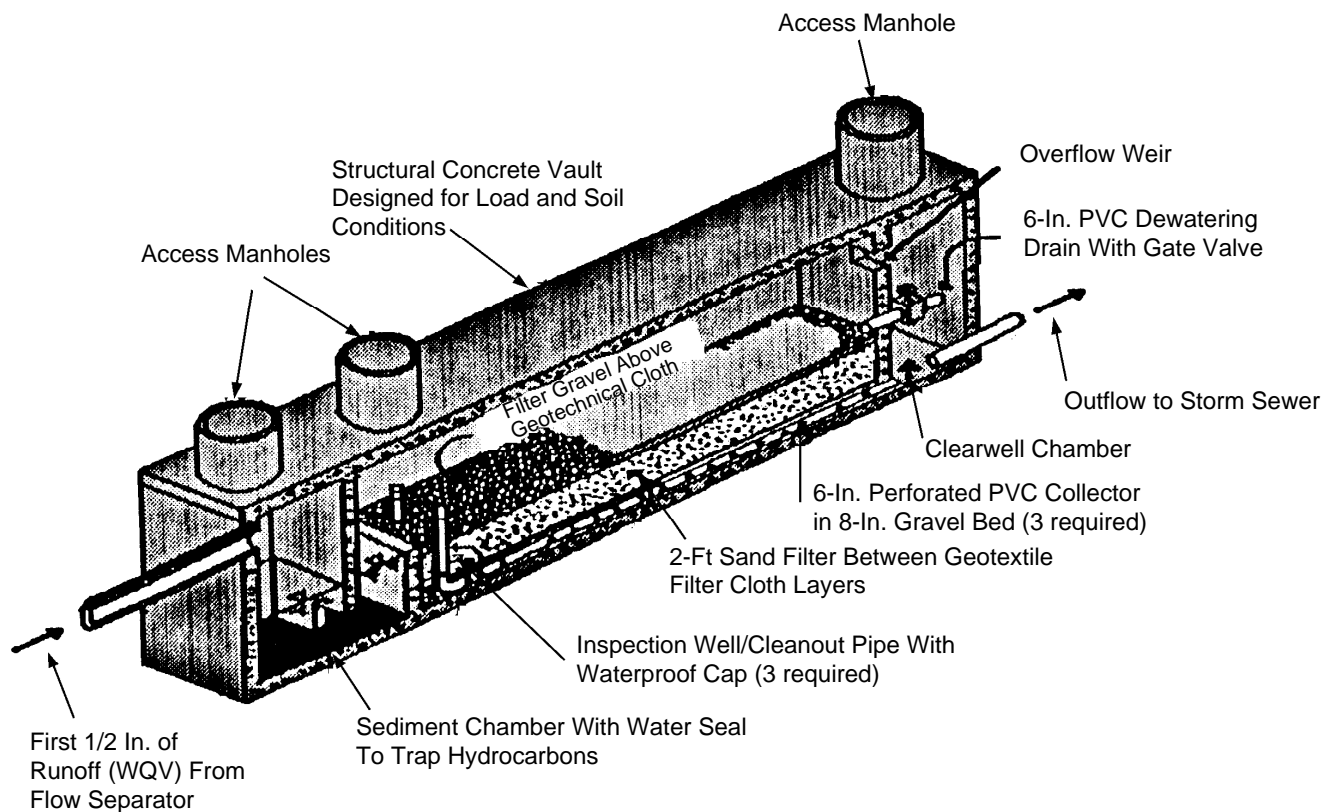 Access Manhole
Structural Concrete Vault
Designed for Load and Soil
Conditions
Overflow Weir
6-In. PVC Dewatering
Drain With Gate Valve
Access Manholes
Filter Gravel Above
Geotechnical Cloth
Outflow to Storm Sewer
Clearwell Chamber
6-In. Perforated PVC Collector
in 8-In. Gravel Bed (3 required)
2-Ft Sand Filter Between Geotextile
Filter Cloth Layers
Inspection Well/Cleanout Pipe With
Waterproof Cap (3 required)
Sediment Chamber With Water Seal
To Trap Hydrocarbons
First 1/2 In. of
Runoff (WQV) From
Flow Separator